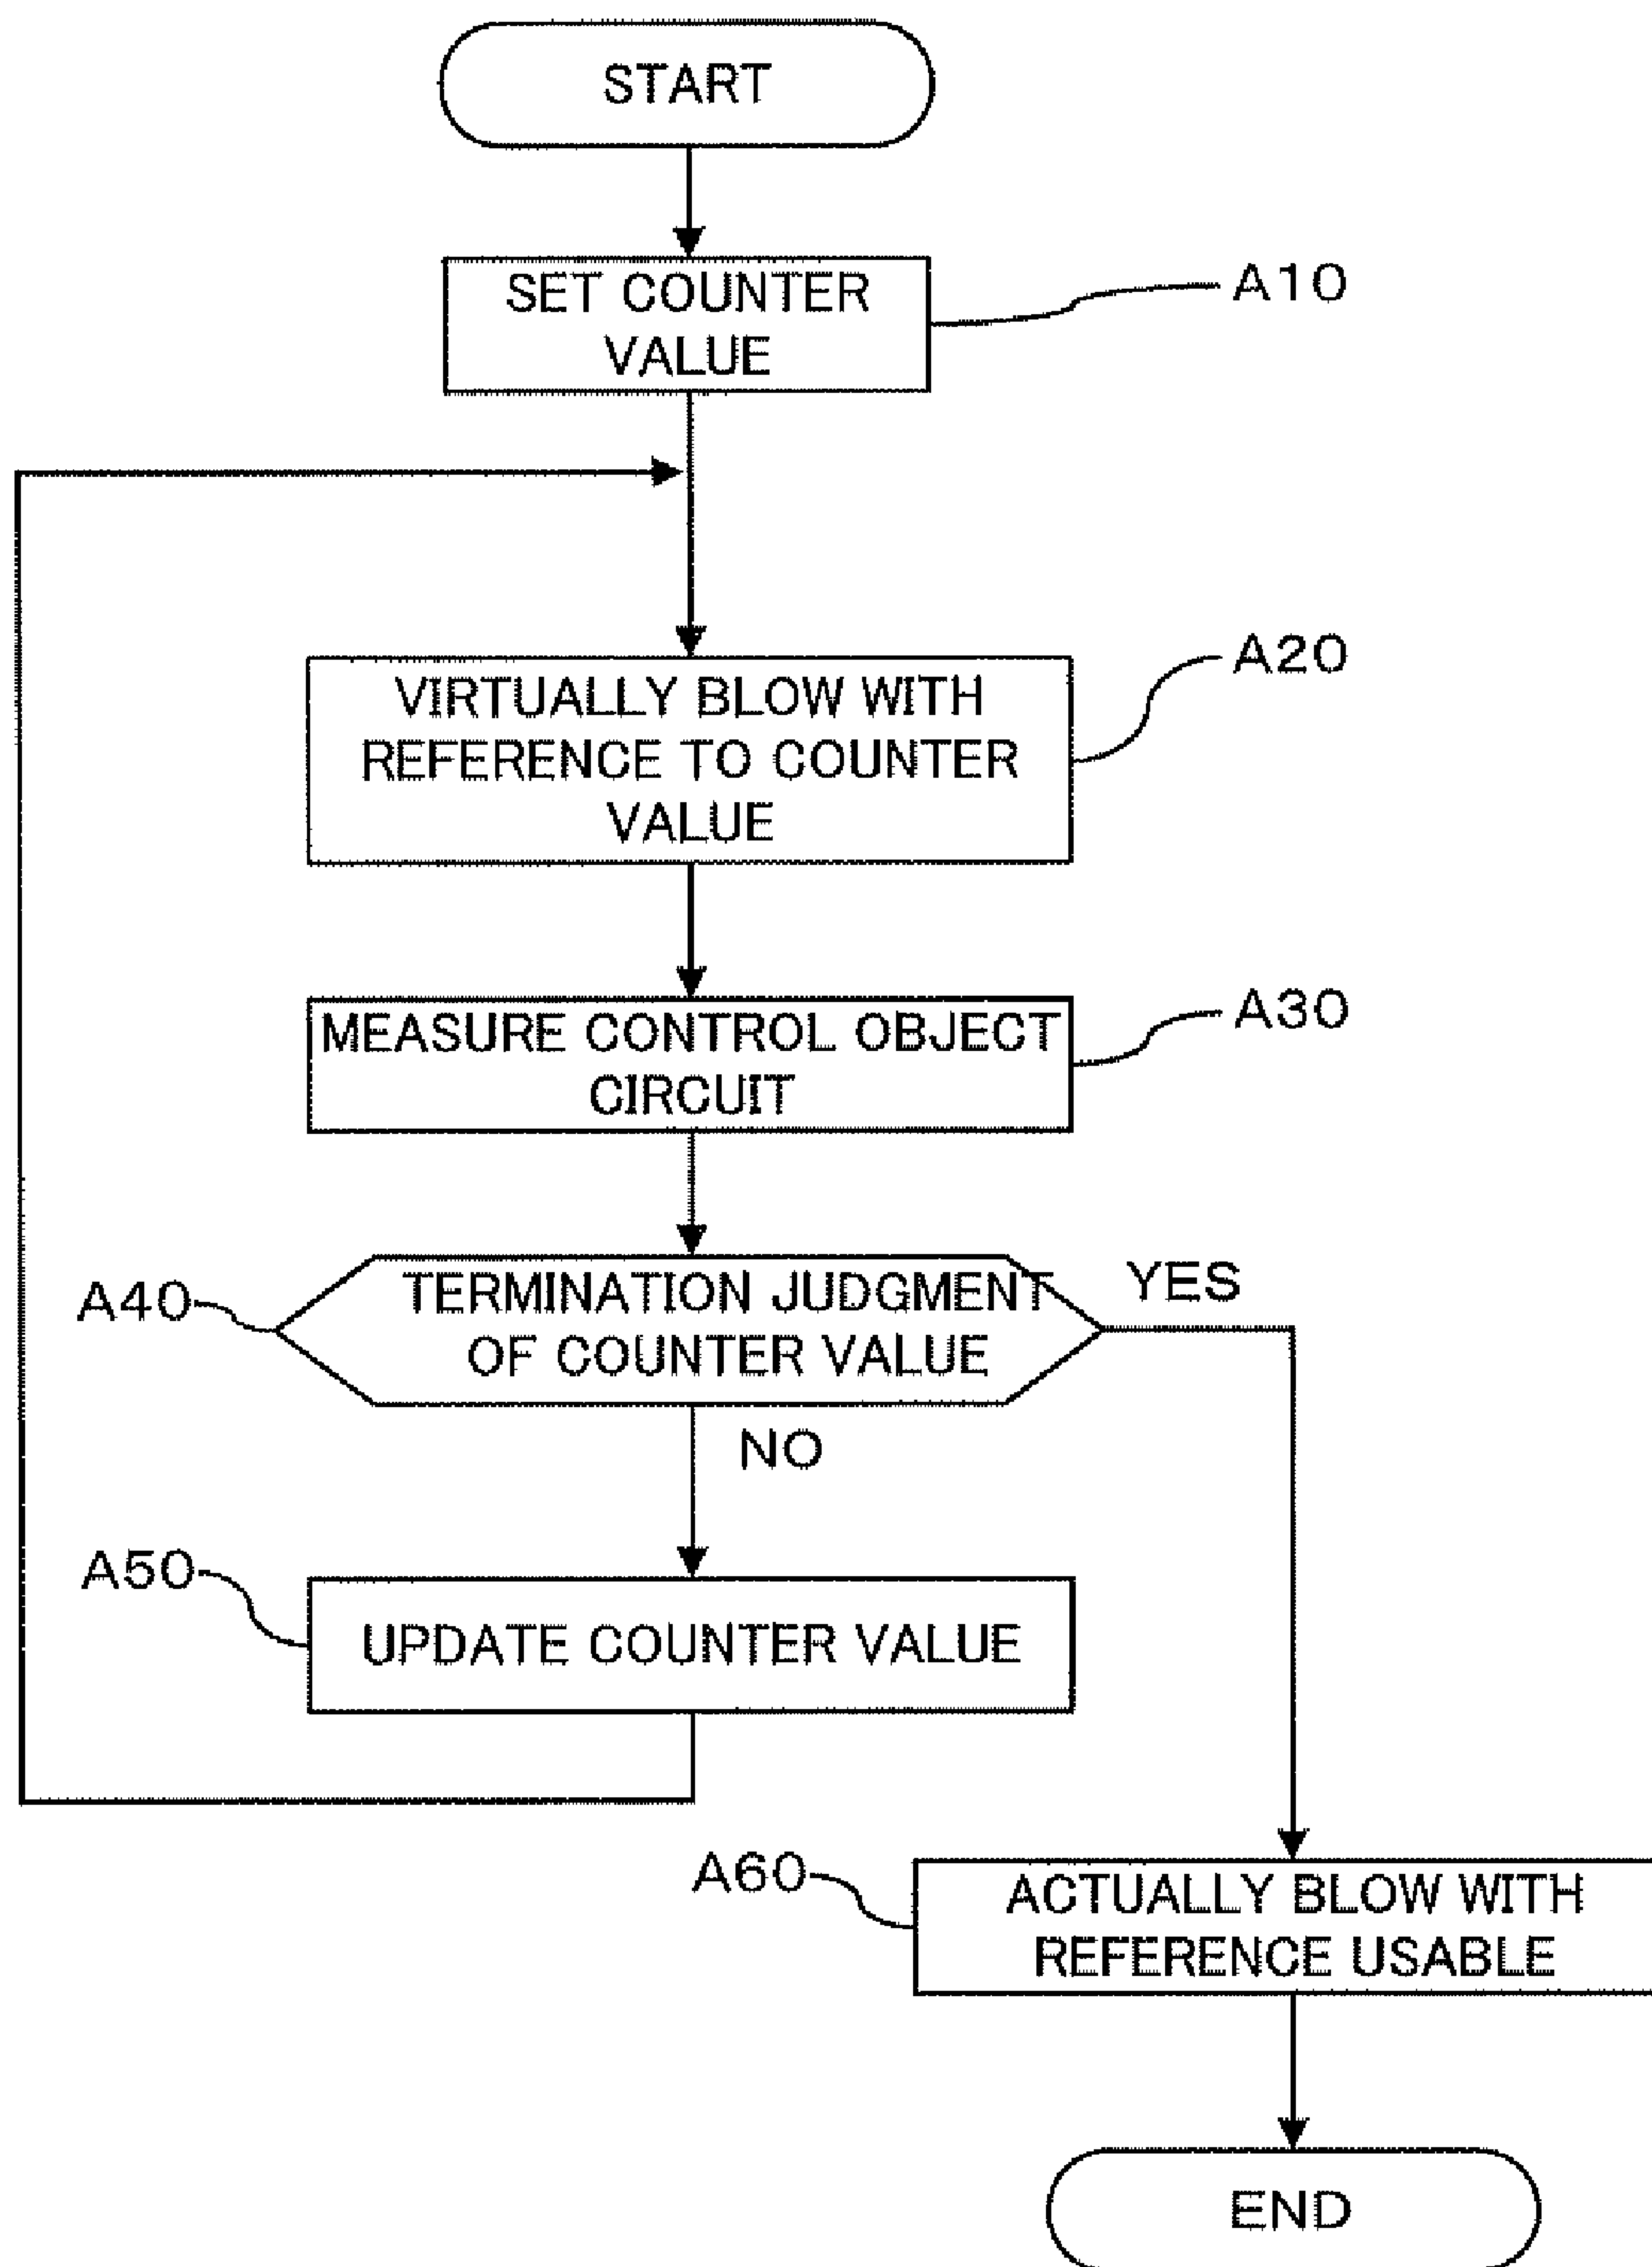 START
SET COUNTER
VALUE
A10
VIRTUALLY BLOW WITH
REFERENCE TO COUNTER
VALUE
A20
MEASURE CONTROL OBJECT
CIRCUIT
A30
A40
TERMINATION JUDGMENT
OF COUNTER VALUE
YES
NO
A50
UPDATE COUNTER VALUE
A60
ACTUALLY BLOW WITH
REFERENCE USABLE
END